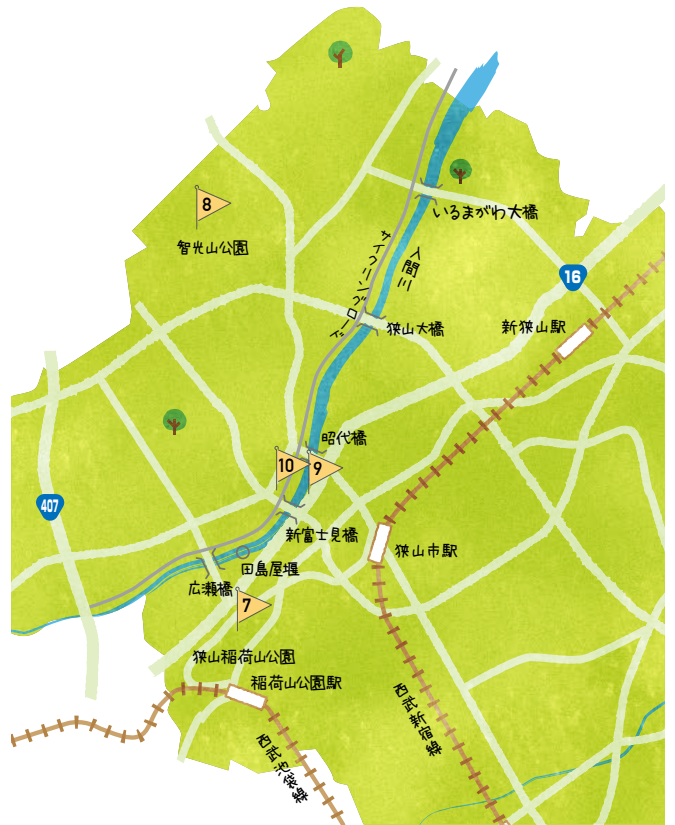 8
智光山公園
いるまがわ大橋
サイクリングロード
入間川
16
新狭山駅
狭山大橋
昭代橋
10
9
407
新富士見橋
狭山市駅
田島屋堰
広瀬橋
7
狭山稲荷山公園
稲荷山公園駅
西武新宿線
西武池袋線